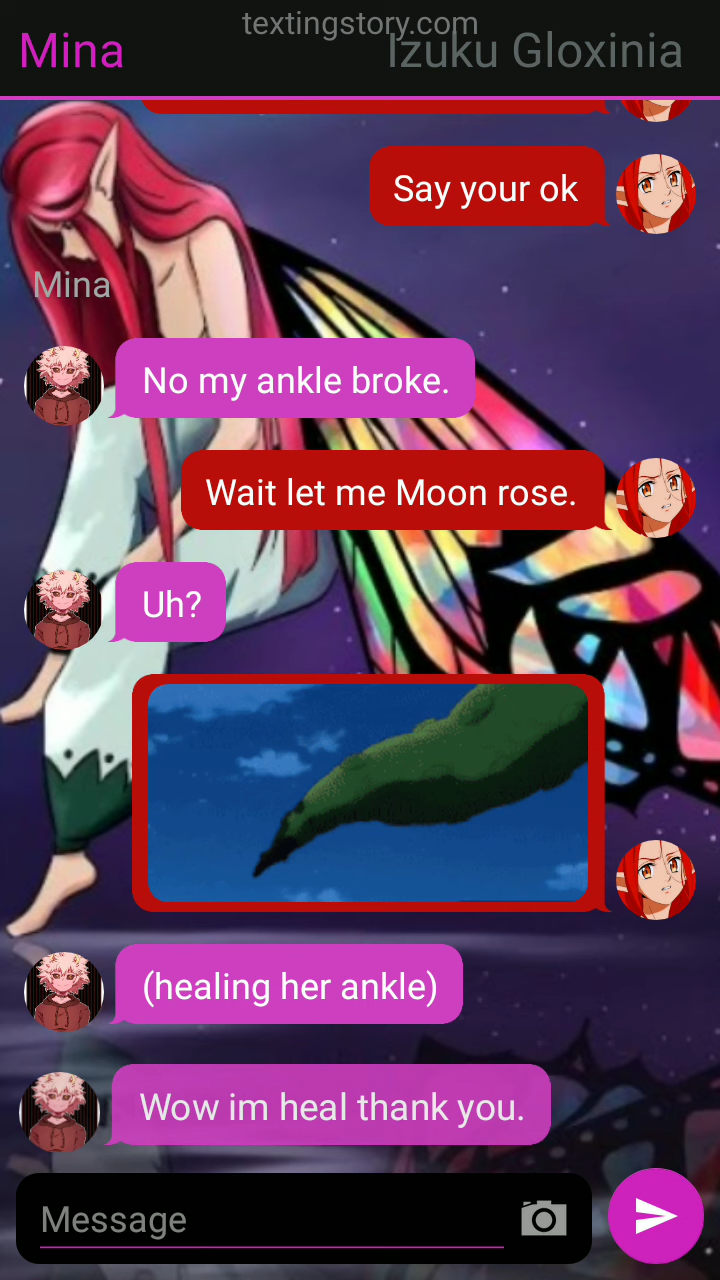 textingstory.com
Mina
Izuku Gloxinia
Say your ok
Mina
No my ankle broke.
Wait let me Moon rose.
Uh?
(healing her ankle)
Wow im heal thank you.
Message